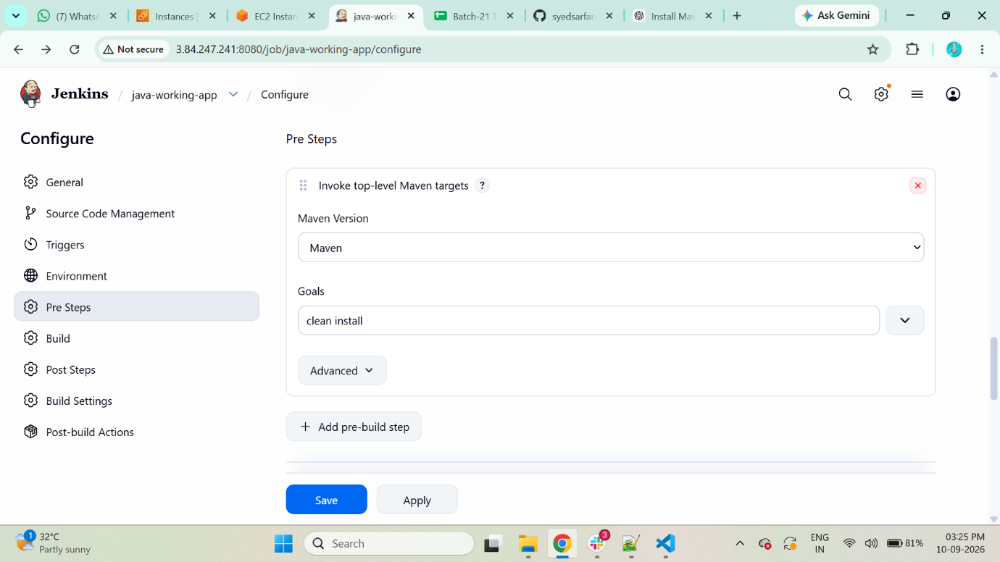 (7) WhatsA
Instances |
EC2 Instan
java-worki
Batch-21 T
syedsarfara
Install Mav
Ask Gemini
Not secure
3.84.247.241:8080/job/java-working-app/configure
Jenkins / java-working-app / Configure
Configure
General
Source Code Management
Triggers
Environment
Pre Steps
Build
Post Steps
Build Settings
Post-build Actions
Pre Steps
Invoke top-level Maven targets ?
Maven Version
Maven
Goals
clean install
Advanced
+ Add pre-build step
Save
Apply
1
32°C
Partly sunny
Search
3
ENG
IN
81%
03:25 PM
10-09-2026